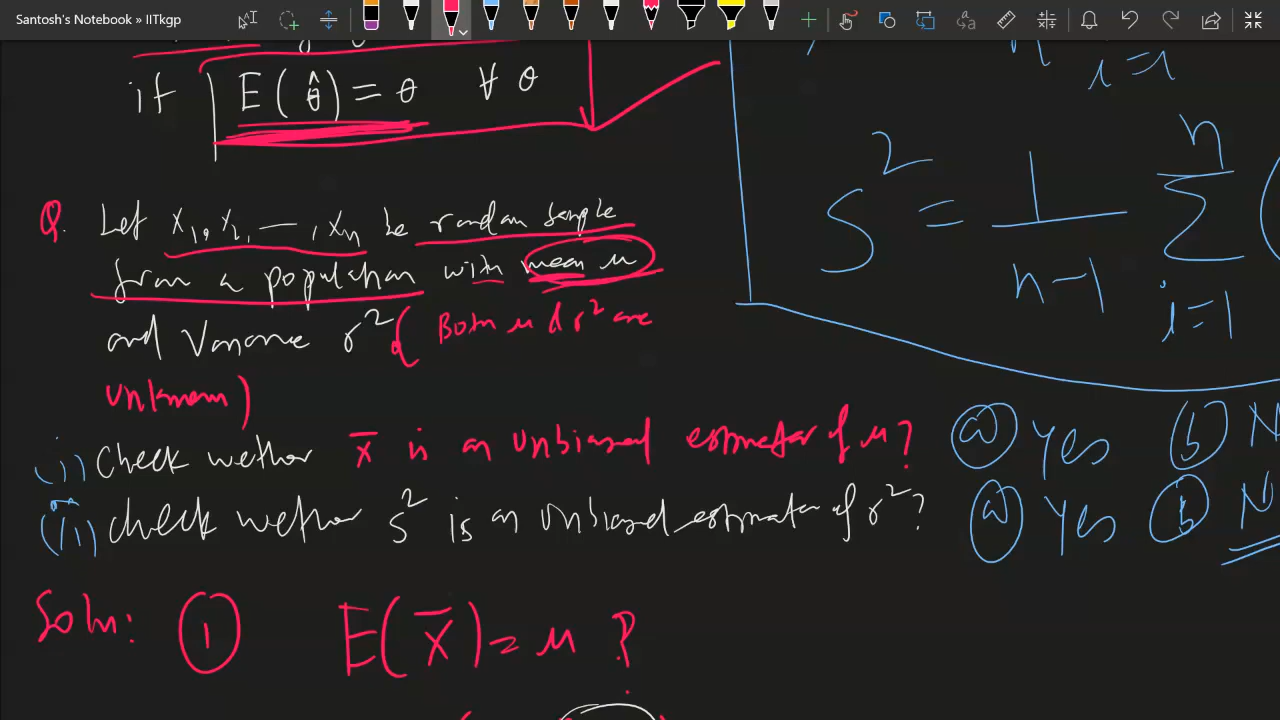 Santosh's Notebook » IITkgp
if E(θ̂) = θ ∀ θ
Q. Let x₁, x₂, —, xₙ be random sample
from a population with mean μ
and Variance σ² (Both μ & σ² are
unknown)
(i) Check wether x̄ is an unbiased estimator of μ? (a) Yes (b) N
(ii) check wether s² is an unbiased estimator of σ²? (a) Yes (b) N
Soln: ① E(x̄) = μ ?
n i=1
s² = 1/(n-1) Σ i=1 n (